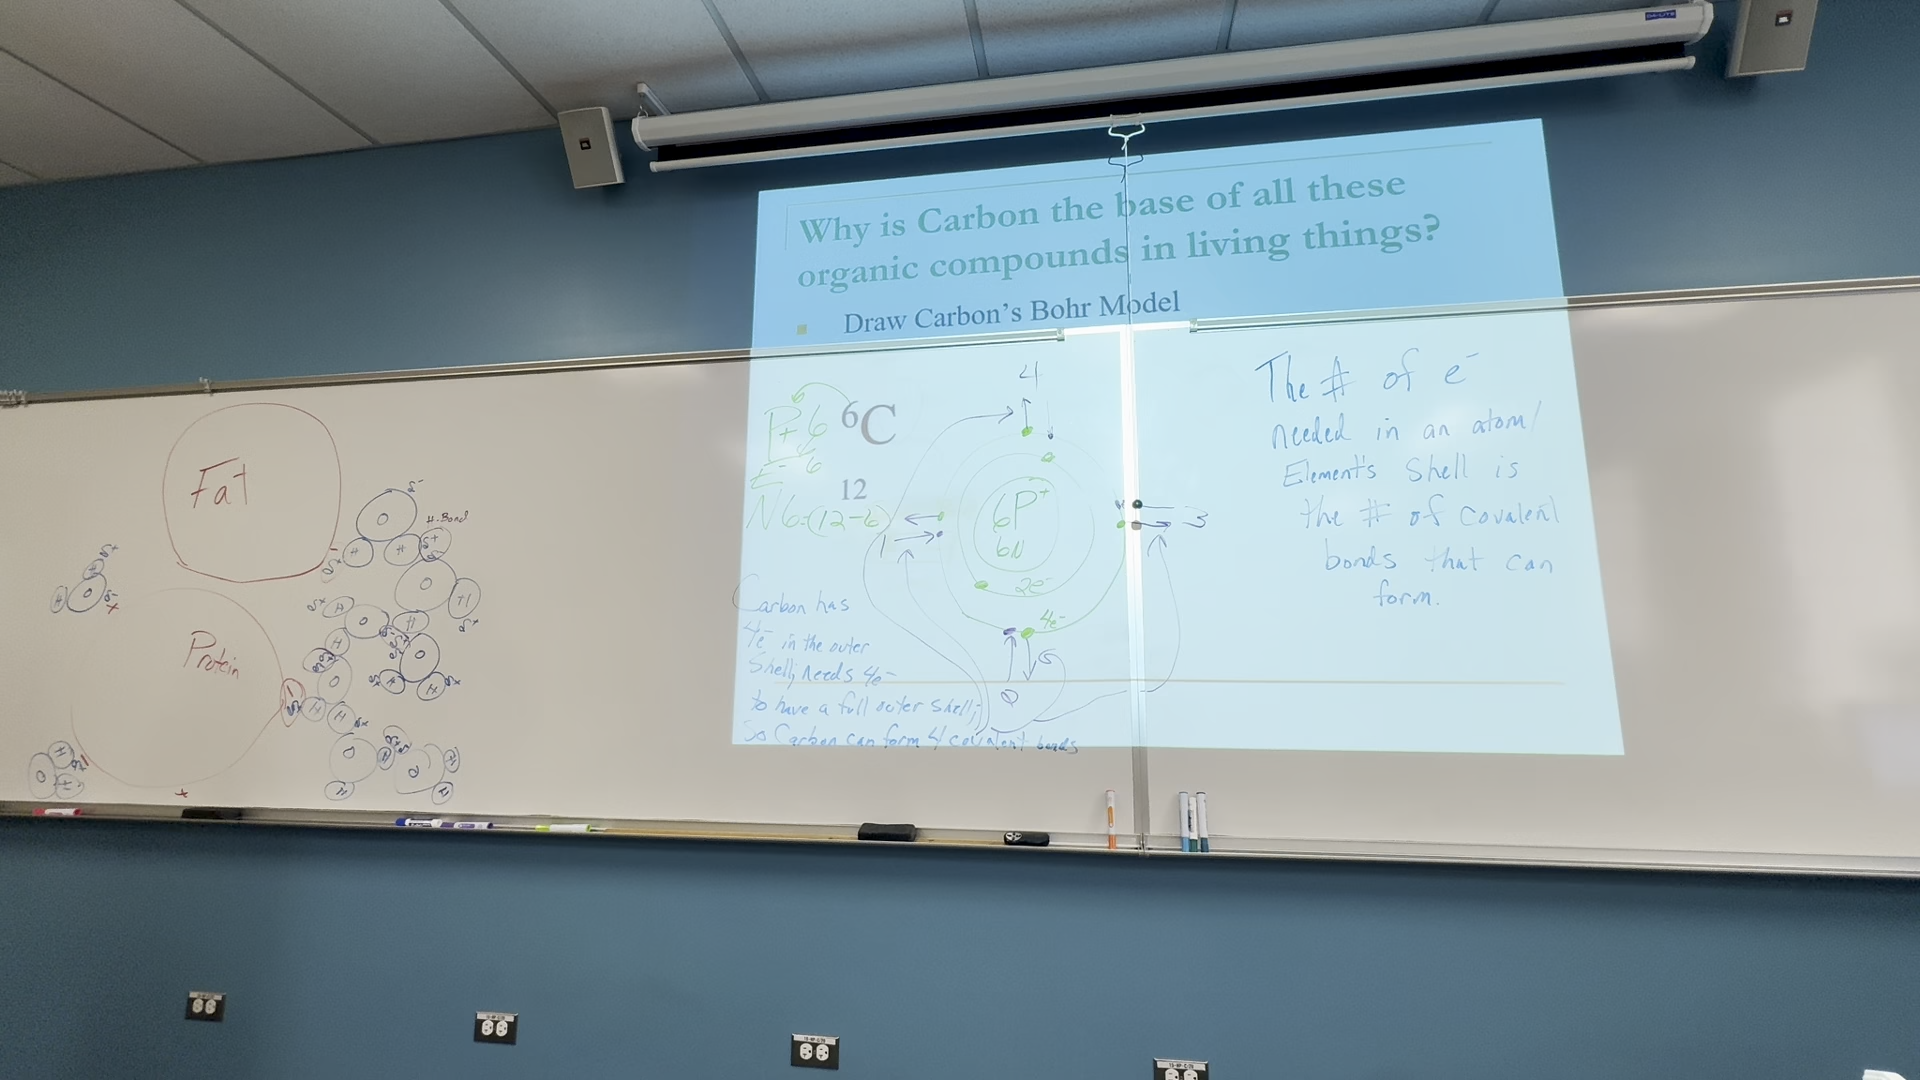 DA-LITE
Why is Carbon the base of all these
organic compounds in living things?
Draw Carbon's Bohr Model
P+ 6
E- 6
N 6=(12-6)
6C
12
4
3
1
6P+
6N
2e-
4e-
Carbon has
4e- in the outer
Shell; needs 4e-
to have a full outer shell;
So Carbon can form 4 covalent bonds
The # of e-
needed in an atom/
Element's Shell is
the # of covalent
bonds that can
form.
Fat
Protein
H-Bond
δ-
O
H
H
δ+
O
H
δ+
δ+
H
O
H
H
O
H
H
O
H
H
O
H
O
H
H
H
O
δ-
δ+
O
H
H